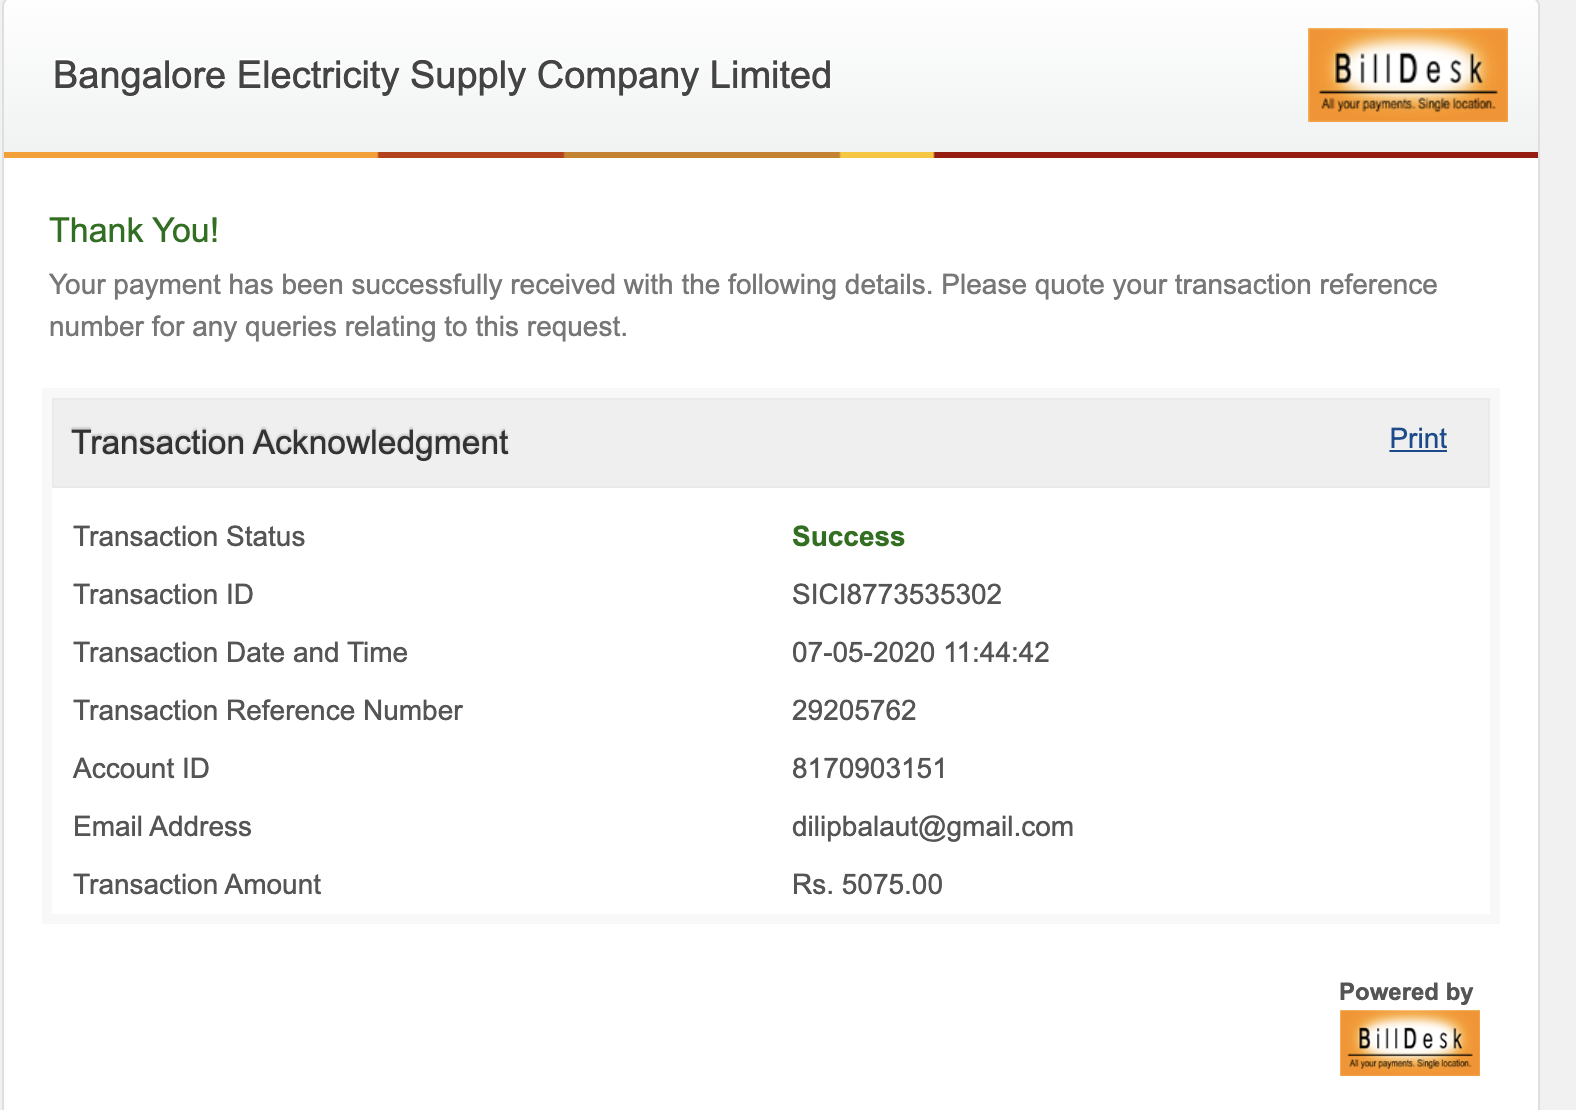 Bangalore Electricity Supply Company Limited
BillDesk
All your payments. Single location.
Thank You!
Your payment has been successfully received with the following details. Please quote your transaction reference
number for any queries relating to this request.
Transaction Acknowledgment
Print
Transaction Status Success
Transaction ID SICI8773535302
Transaction Date and Time 07-05-2020 11:44:42
Transaction Reference Number 29205762
Account ID 8170903151
Email Address dilipbalaut@gmail.com
Transaction Amount Rs. 5075.00
Powered by
BillDesk
All your payments. Single location.